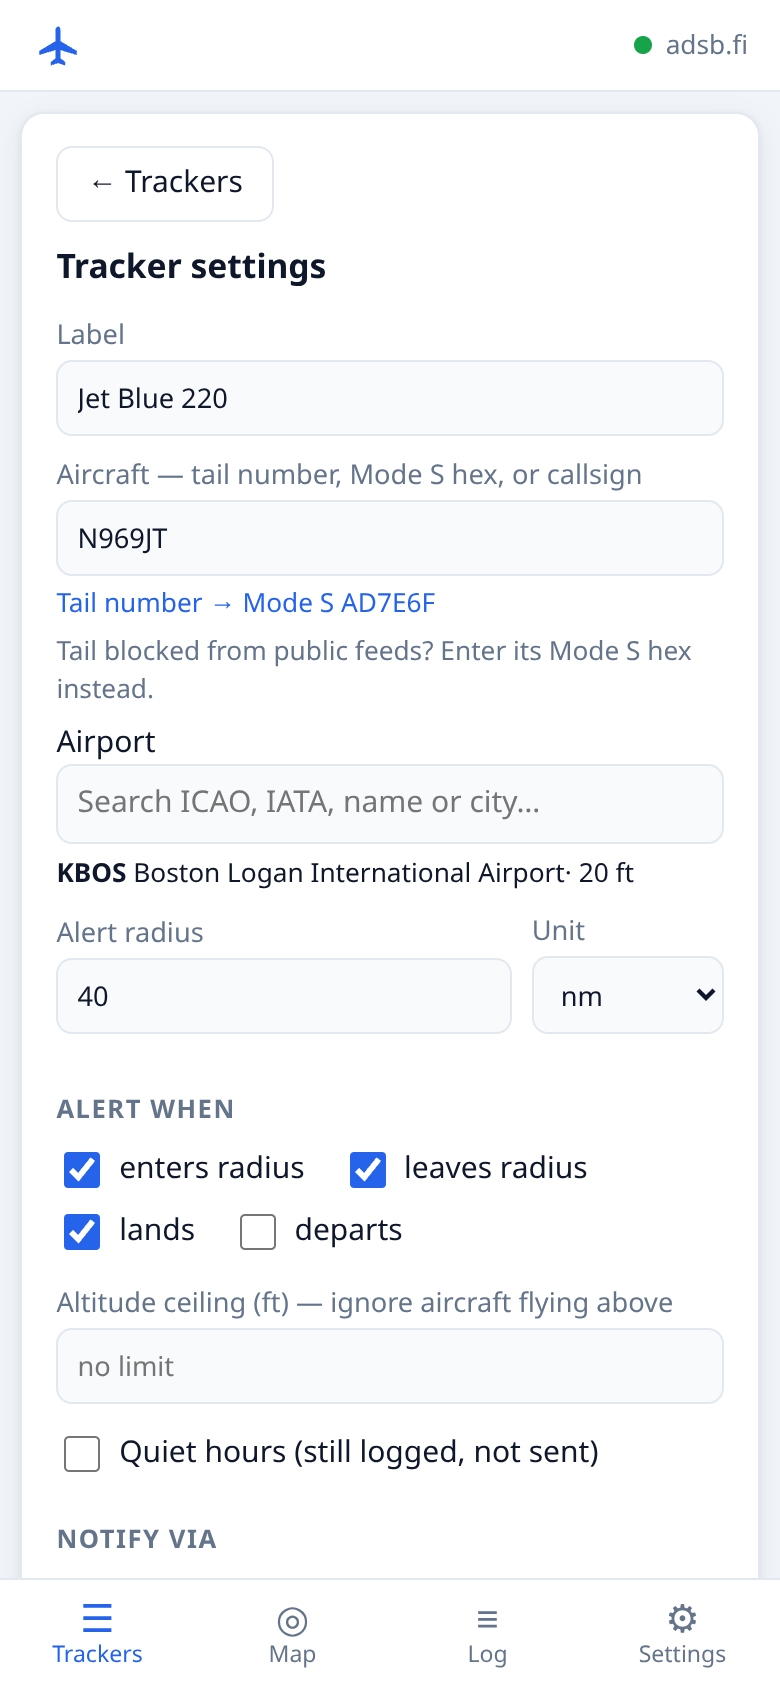 adsb.fi
← Trackers
Tracker settings
Label
Jet Blue 220
Aircraft — tail number, Mode S hex, or callsign
N969JT
Tail number → Mode S AD7E6F
Tail blocked from public feeds? Enter its Mode S hex
instead.
Airport
Search ICAO, IATA, name or city…
KBOS Boston Logan International Airport· 20 ft
Alert radius Unit
40 nm
ALERT WHEN
enters radius leaves radius
lands departs
Altitude ceiling (ft) — ignore aircraft flying above
no limit
Quiet hours (still logged, not sent)
NOTIFY VIA
Trackers Map Log Settings